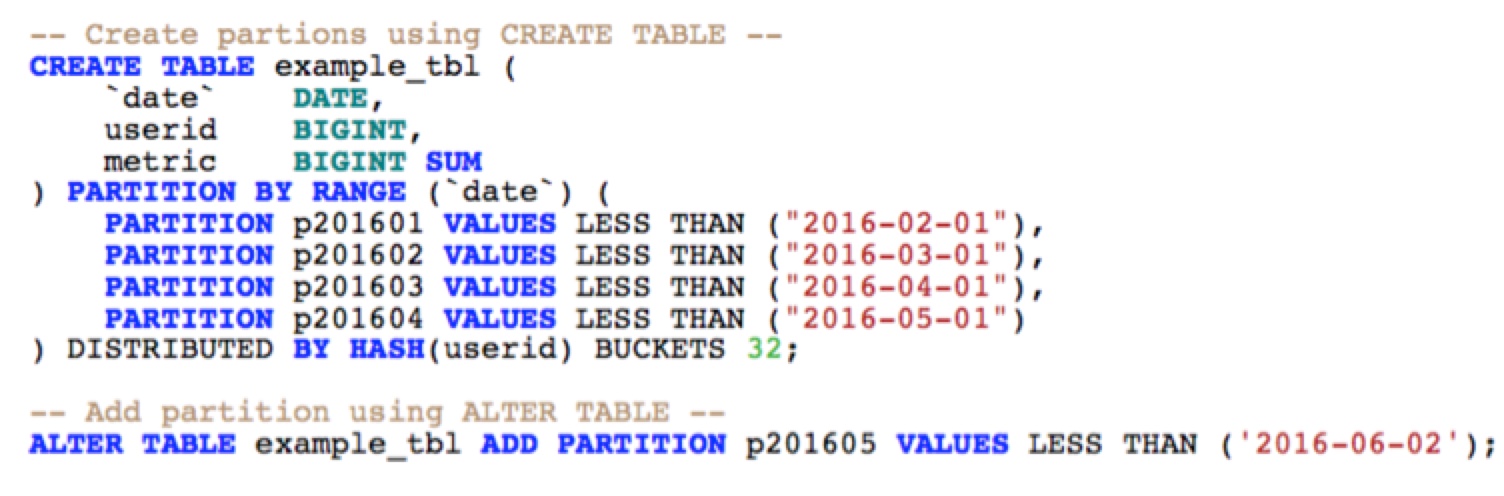 -- Create partions using CREATE TABLE --
CREATE TABLE example_tbl (
    `date`    DATE,
    userid    BIGINT,
    metric    BIGINT SUM
) PARTITION BY RANGE (`date`) (
    PARTITION p201601 VALUES LESS THAN ("2016-02-01"),
    PARTITION p201602 VALUES LESS THAN ("2016-03-01"),
    PARTITION p201603 VALUES LESS THAN ("2016-04-01"),
    PARTITION p201604 VALUES LESS THAN ("2016-05-01")
) DISTRIBUTED BY HASH(userid) BUCKETS 32;
-- Add partition using ALTER TABLE --
ALTER TABLE example_tbl ADD PARTITION p201605 VALUES LESS THAN ('2016-06-02');